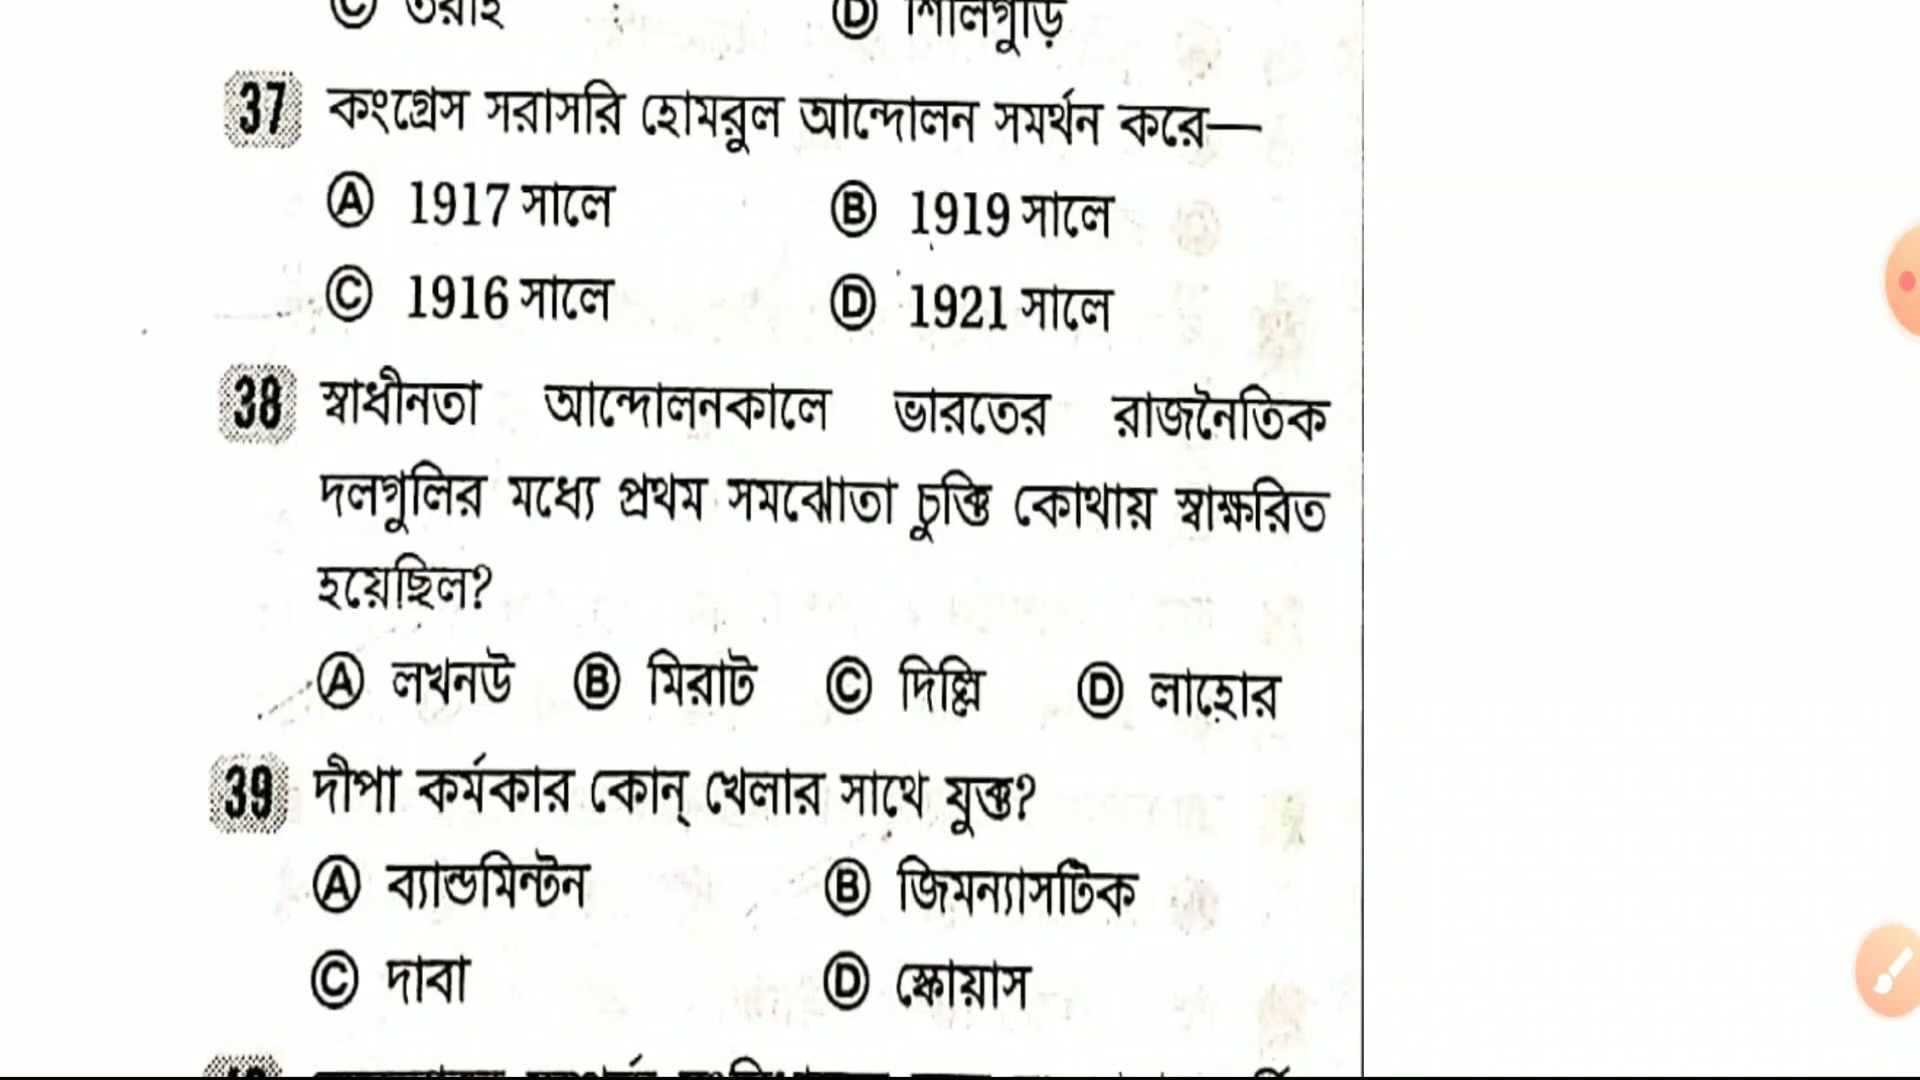 C তরাই D শিলিগুড়ি
37 কংগ্রেস সরাসরি হোমরুল আন্দোলন সমর্থন করে—
A 1917 সালে B 1919 সালে
C 1916 সালে D 1921 সালে
38 স্বাধীনতা আন্দোলনকালে ভারতের রাজনৈতিক
দলগুলির মধ্যে প্রথম সমঝোতা চুক্তি কোথায় স্বাক্ষরিত
হয়েছিল?
A লখনউ B মিরাট C দিল্লি D লাহোর
39 দীপা কর্মকার কোন্ খেলার সাথে যুক্ত?
A ব্যাডমিন্টন B জিমন্যাসটিক
C দাবা D স্কোয়াস